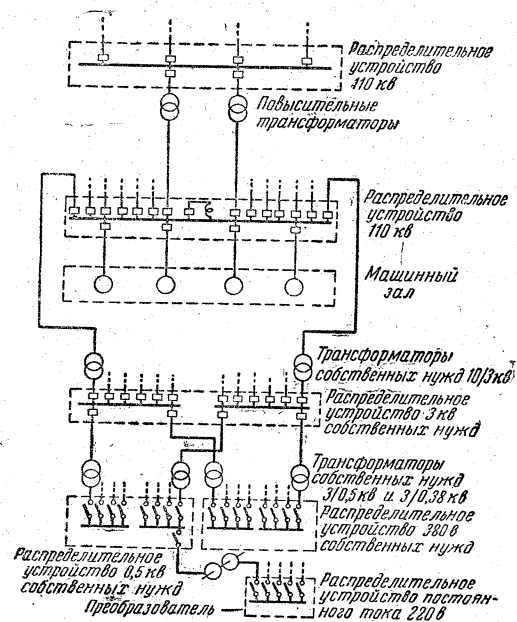 Распределительное
устройство
110 кв
Повысительные
трансформаторы
Распределительное
устройство
110 кв
Машинный
зал
Трансформаторы
собственных нужд 10/3кв
Распределительное
устройство 3 кв
собственных нужд
Трансформаторы
собственных нужд
3/0,5кв и 3/0,38 кв
Распределительное
устройство 380 в
собственных нужд
Распределительное
устройство 0,5 кв
собственных нужд
Преобразователь
Распределительное
устройство постоян-
ного тока 220 в